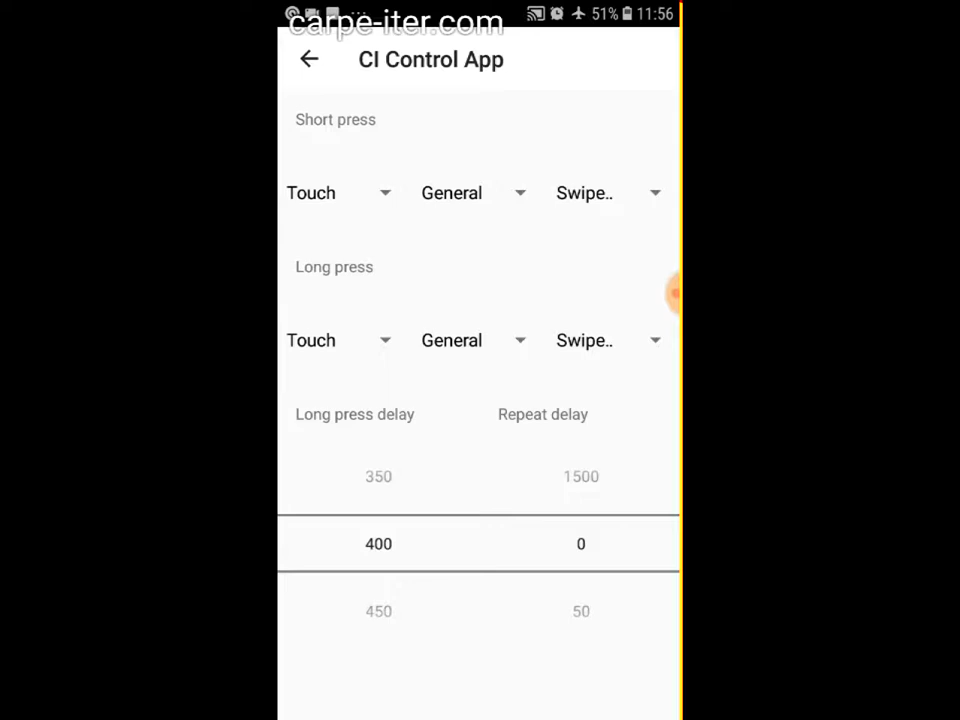 51% 11:56
carpe-iter.com
CI Control App
Short press
Touch General Swipe..
Long press
Touch General Swipe..
Long press delay Repeat delay
350 1500
400 0
450 50